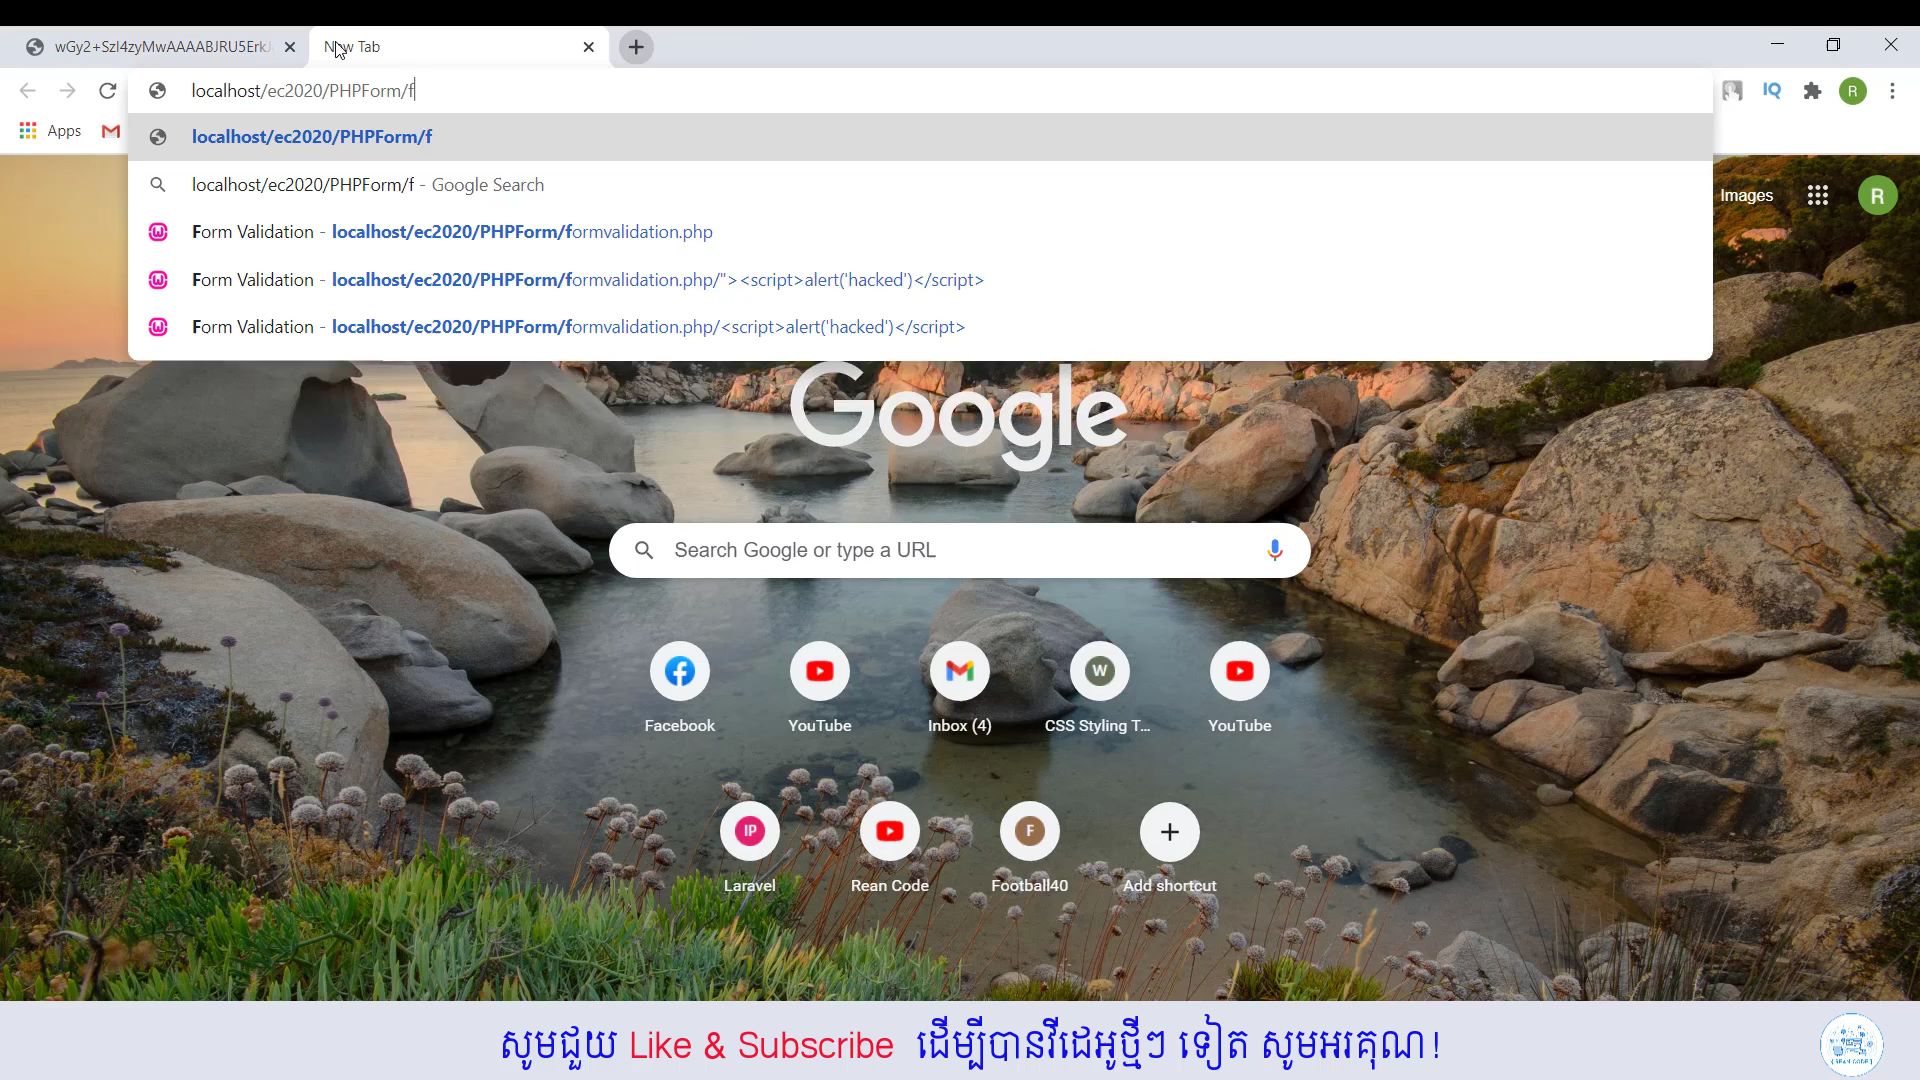 wGy2+SzI4zyMwAAAABJRU5ErkJ
New Tab
localhost/ec2020/PHPForm/f
Apps
localhost/ec2020/PHPForm/f
localhost/ec2020/PHPForm/f - Google Search
Form Validation - localhost/ec2020/PHPForm/formvalidation.php
Form Validation - localhost/ec2020/PHPForm/formvalidation.php/"><script>alert('hacked')</script>
Form Validation - localhost/ec2020/PHPForm/formvalidation.php/<script>alert('hacked')</script>
IQ
R
Images
R
Google
Search Google or type a URL
W
Facebook
YouTube
Inbox (4)
CSS Styling T...
YouTube
IP
F
Laravel
Rean Code
Football40
Add shortcut
សូមជួយ Like & Subscribe ដើម្បីបានវីដេអូថ្មីៗ ទៀត សូមអរគុណ!